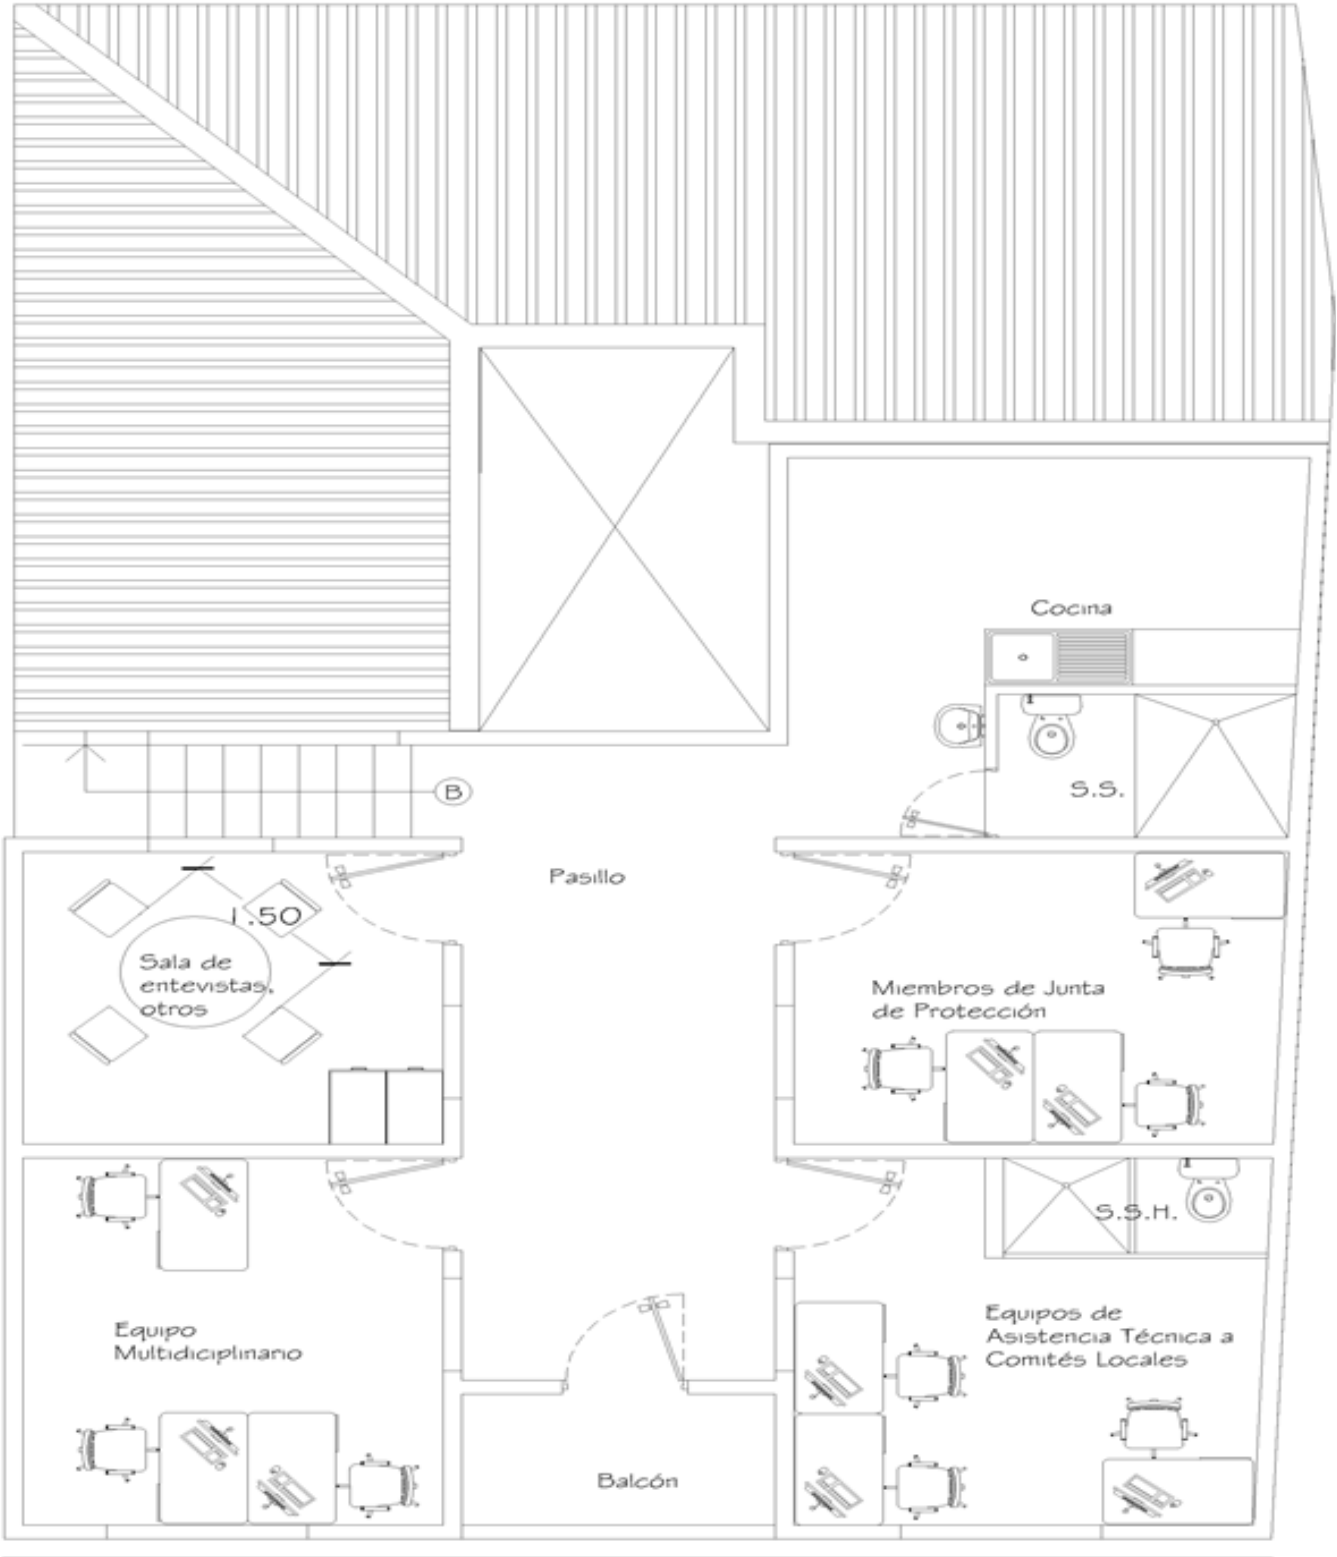 Cocina
S.S.
B
Pasillo
1.50
Sala de
entevistas,
otros
Miembros de Junta
de Protección
S.S.H.
Equipo
Multidiciplinario
Equipos de
Asistencia Técnica a
Comités Locales
Balcón